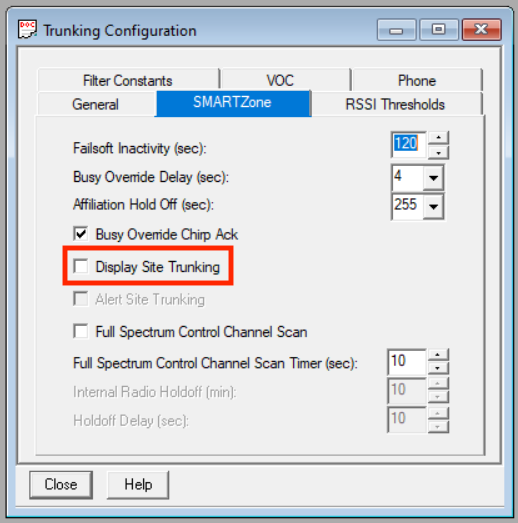 DOC
Trunking Configuration
Filter Constants VOC Phone
General SMARTZone RSSI Thresholds
Failsoft Inactivity (sec): 120
Busy Override Delay (sec): 4
Affiliation Hold Off (sec): 255
Busy Override Chirp Ack
Display Site Trunking
Alert Site Trunking
Full Spectrum Control Channel Scan
Full Spectrum Control Channel Scan Timer (sec): 10
Internal Radio Holdoff (min): 10
Holdoff Delay (sec): 10
Close Help